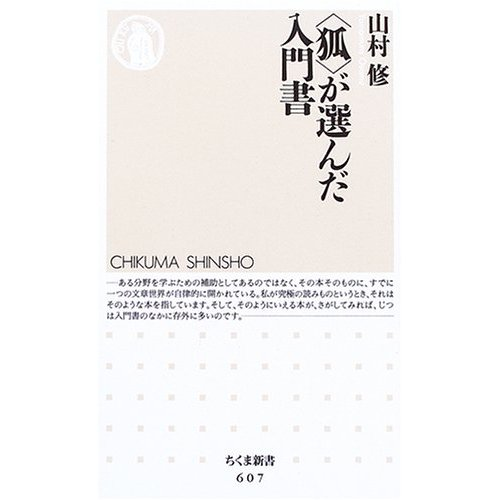 山村 修
〈狐〉が選んだ
入門書
CHIKUMA SHINSHO
―ある分野を学ぶための補助としてあるのではなく、その本そのものに、すでに
一つの文章世界が自律的に開かれている。私が究極の読みものというとき、それは
そのような本を指しています。そして、そのようにいえる本が、さがしてみれば、じつ
は入門書のなかに存外に多いのです。
ちくま新書
607